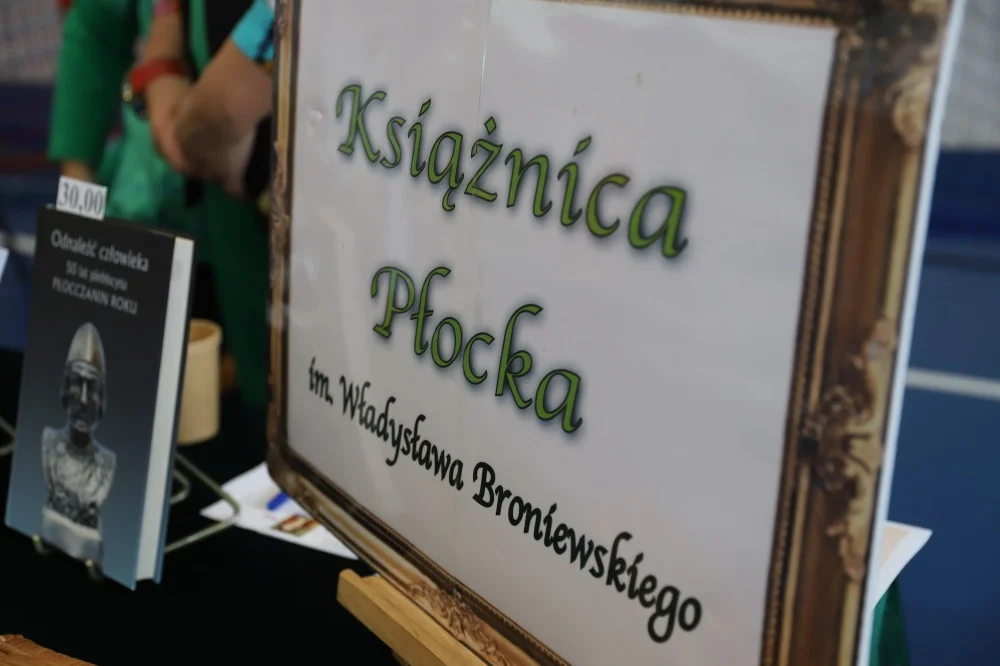 Książnica
Płocka
im. Władysława Broniewskiego
30,00
Odnaleźć człowieka
50 lat plebiscytu
PŁOCCZANIN ROKU